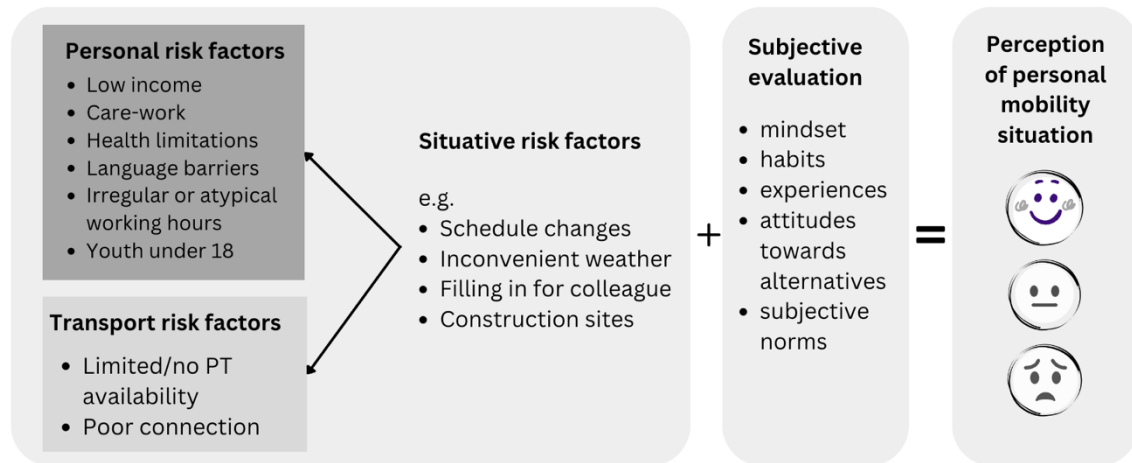 Personal risk factors
• Low income
• Care-work
• Health limitations
• Language barriers
• Irregular or atypical
working hours
• Youth under 18
Transport risk factors
• Limited/no PT
availability
• Poor connection
Situative risk factors
e.g.
• Schedule changes
• Inconvenient weather
• Filling in for colleague
• Construction sites
+
Subjective
evaluation
• mindset
• habits
• experiences
• attitudes
towards
alternatives
• subjective
norms
=
Perception
of personal
mobility
situation